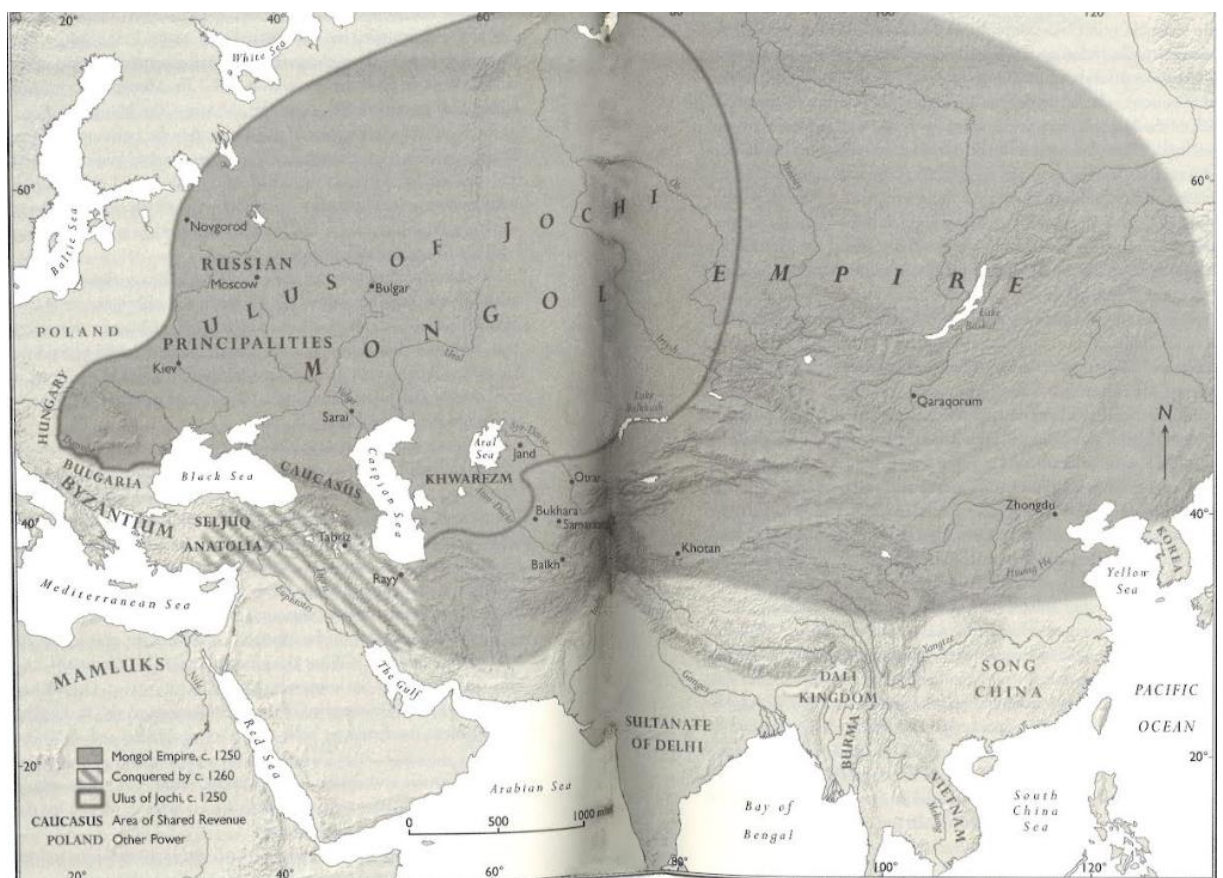 20°
40°
60°
80°
100°
120°
White Sea
60°
60°
Baltic Sea
Novgorod
RUSSIAN
Moscow
Bulgar
ULUS OF JOCHI
Ob
Yenisey
MONGOL EMPIRE
Lake
Baikal
POLAND
PRINCIPALITIES
Kiev
Ural
Irtysh
HUNGARY
Volga
Sarai
Lake
Balkhash
Qaraqorum
N
Danube
BULGARIA
Black Sea
CAUCASUS
Caspian Sea
Aral
Sea
Syr Darya
Jand
KHWAREZM
Otrar
Amu Darya
BYZANTIUM
40°
SELJUQ
ANATOLIA
Tabriz
Bukhara
Samarqand
Zhongdu
40°
Rayy
Balkh
Khotan
Huang He
KOREA
Yellow
Sea
Mediterranean Sea
Tigris
Euphrates
MAMLUKS
Nile
The Gulf
Red Sea
Ganges
DALI
KINGDOM
Yangtze
SONG
CHINA
PACIFIC
OCEAN
SULTANATE
OF DELHI
BURMA
20°
20°
Mongol Empire, c. 1250
Conquered by c. 1260
Ulus of Jochi, c. 1250
CAUCASUS Area of Shared Revenue
POLAND Other Power
Arabian Sea
0 500 1000 miles
Bay of
Bengal
VIETNAM
Mekong
South
China
Sea
20°
40°
60°
80°
100°
120°